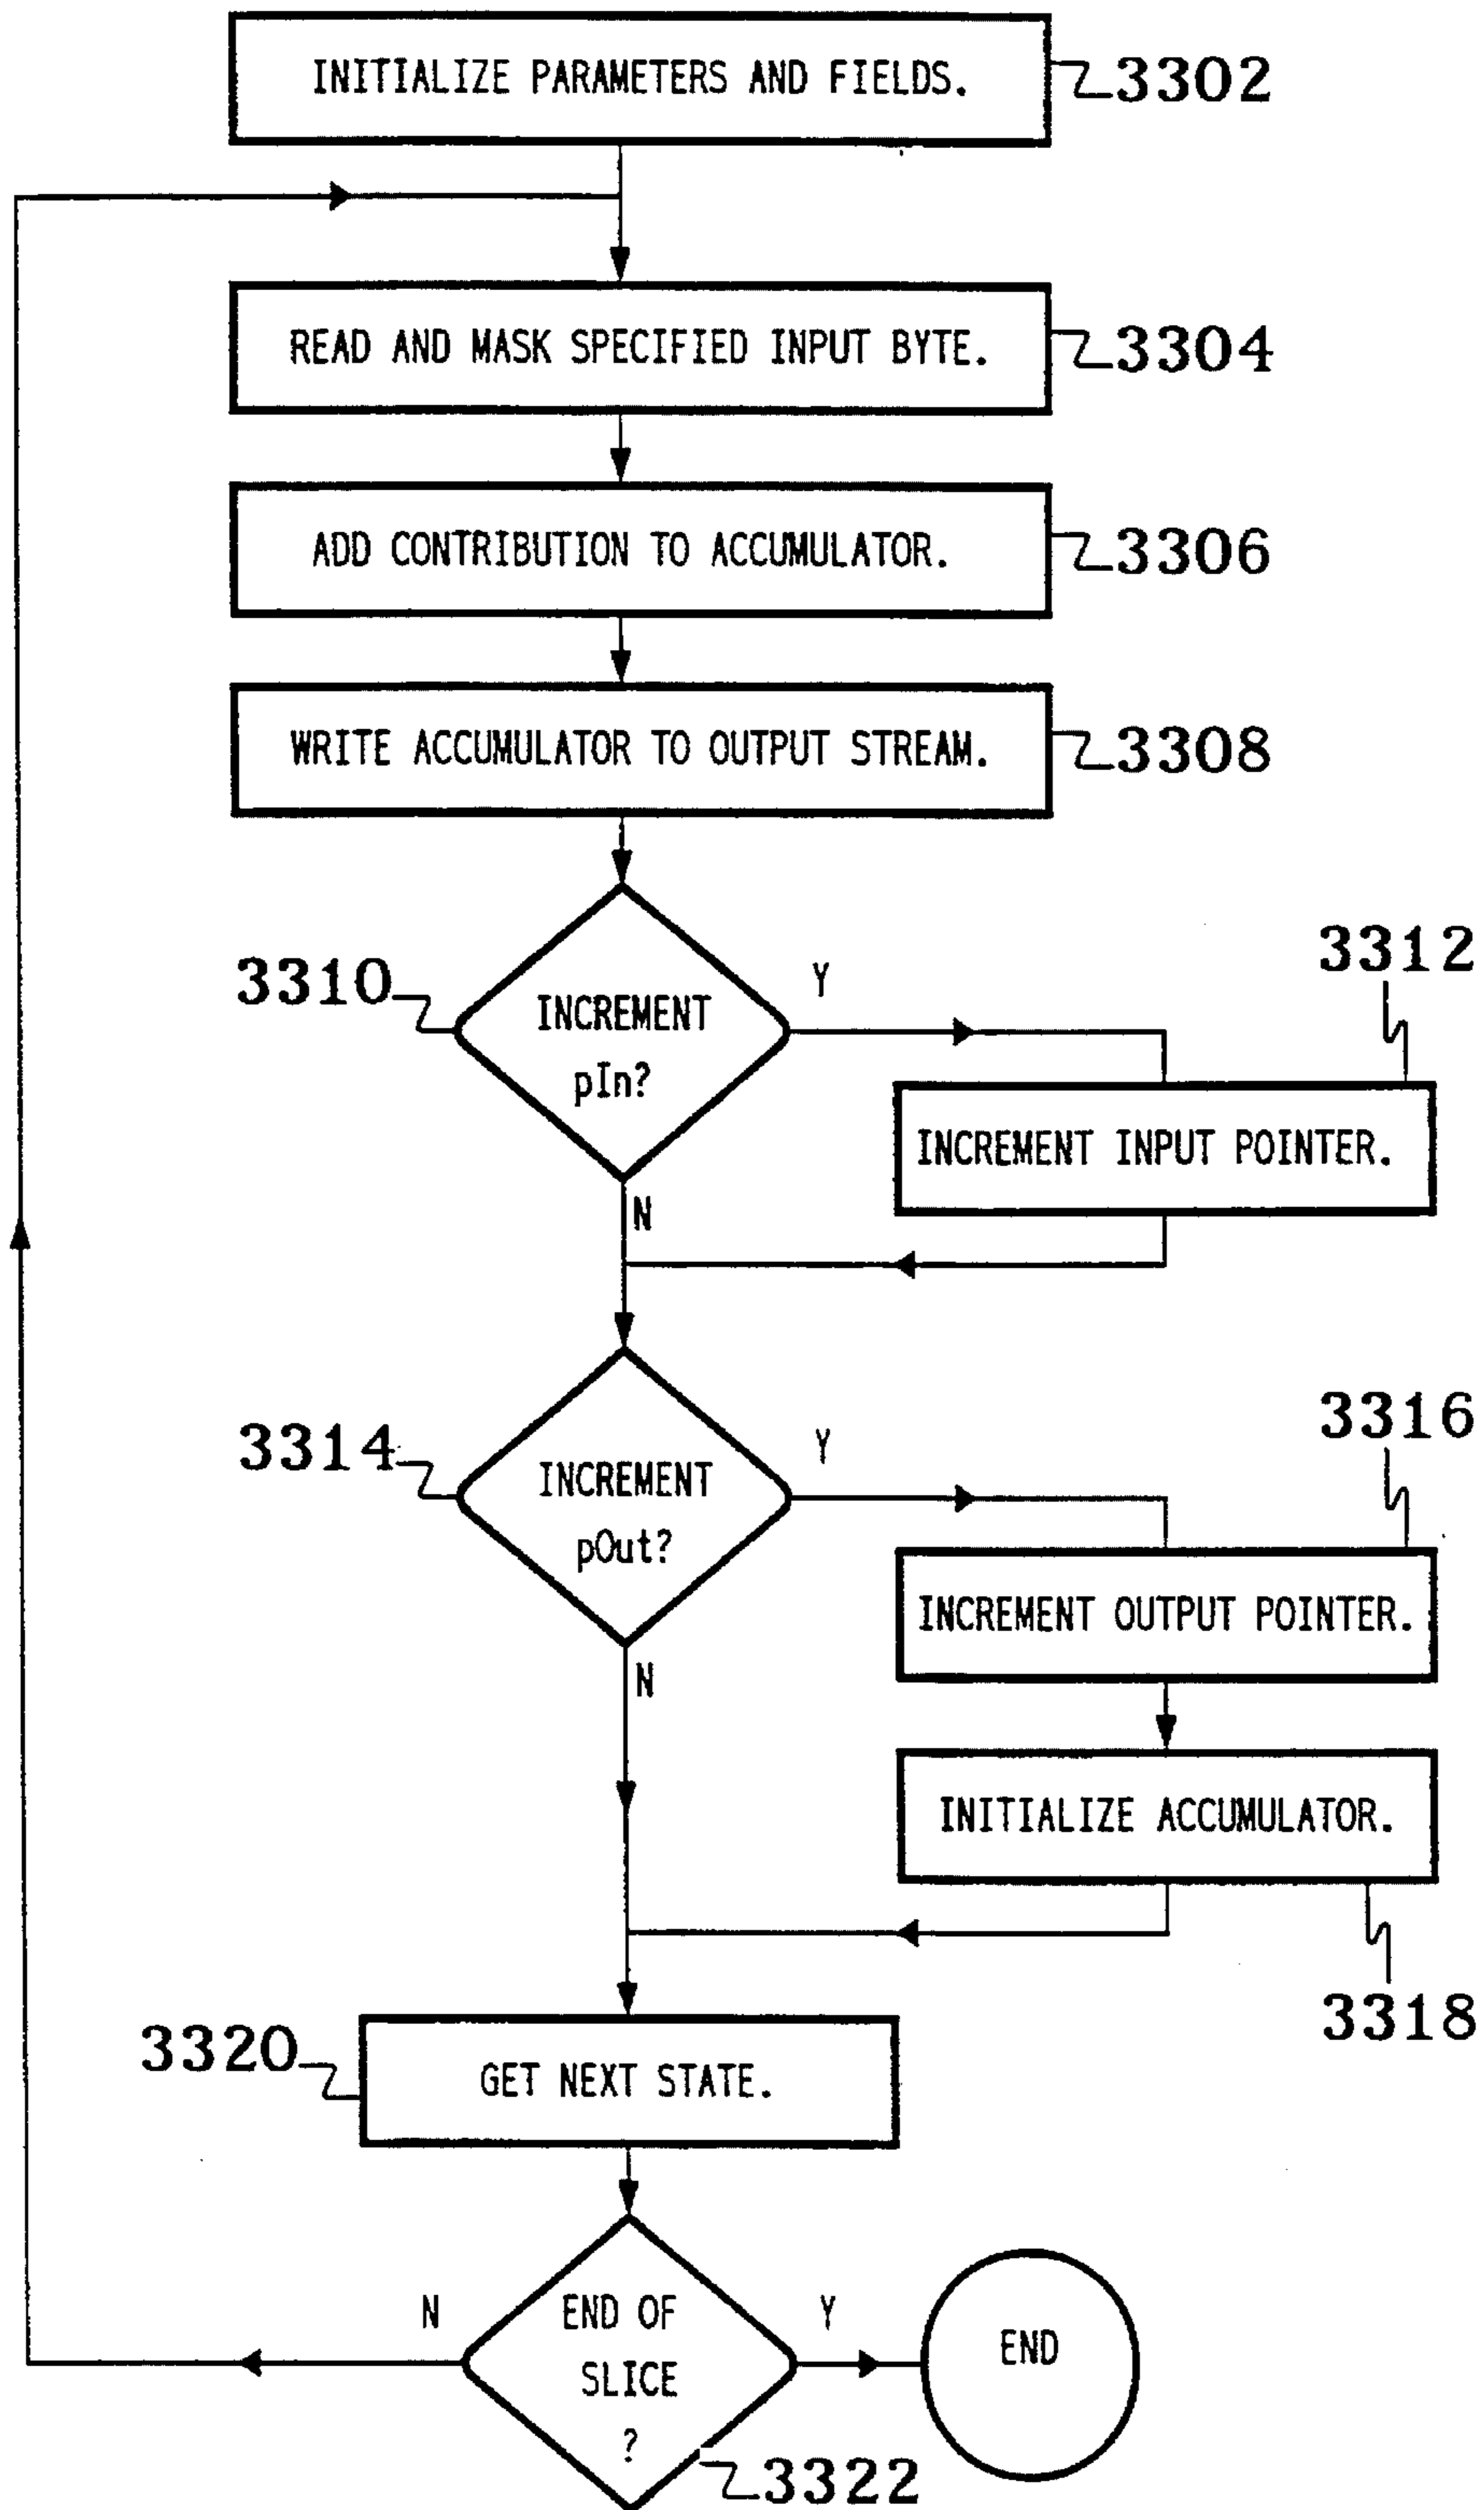 INITIALIZE PARAMETERS AND FIELDS.
3302
READ AND MASK SPECIFIED INPUT BYTE.
3304
ADD CONTRIBUTION TO ACCUMULATOR.
3306
WRITE ACCUMULATOR TO OUTPUT STREAM.
3308
3310
INCREMENT
pIn?
Y
N
3312
INCREMENT INPUT POINTER.
3314
INCREMENT
pOut?
Y
N
3316
INCREMENT OUTPUT POINTER.
INITIALIZE ACCUMULATOR.
3318
3320
GET NEXT STATE.
N
END OF
SLICE
?
Y
3322
END